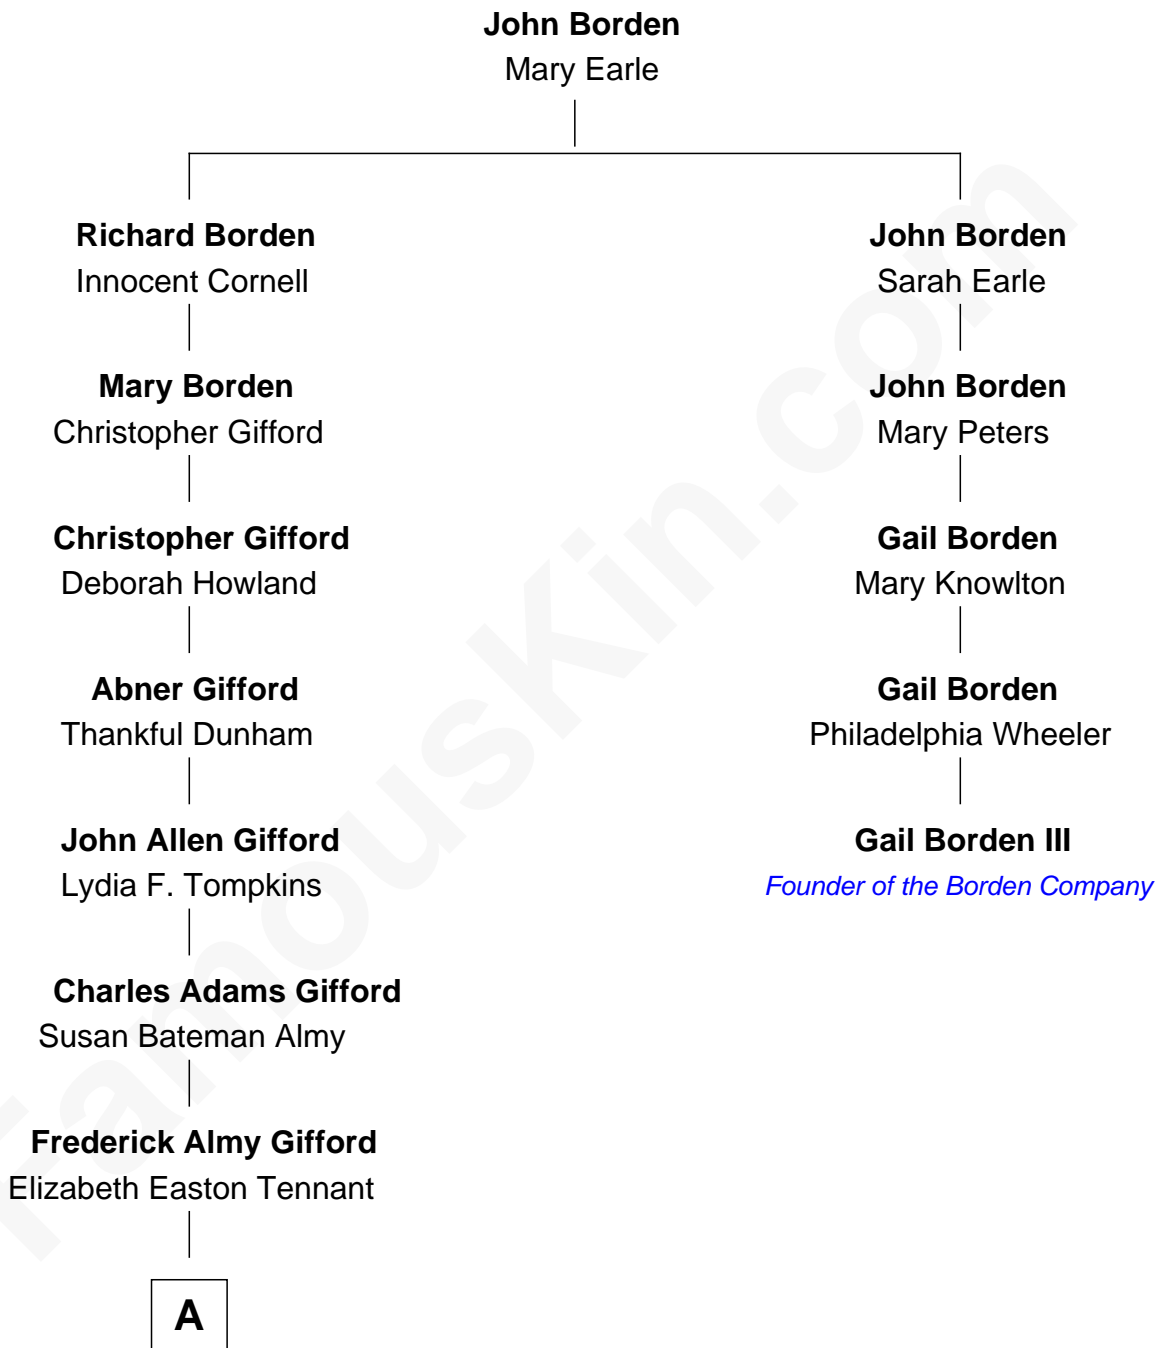 John Borden
Mary Earle
Richard Borden
Innocent Cornell
John Borden
Sarah Earle
Mary Borden
Christopher Gifford
John Borden
Mary Peters
Christopher Gifford
Deborah Howland
Gail Borden
Mary Knowlton
Abner Gifford
Thankful Dunham
Gail Borden
Philadelphia Wheeler
John Allen Gifford
Lydia F. Tompkins
Gail Borden III
Founder of the Borden Company
Charles Adams Gifford
Susan Bateman Almy
Frederick Almy Gifford
Elizabeth Easton Tennant
A
FamousKin.com